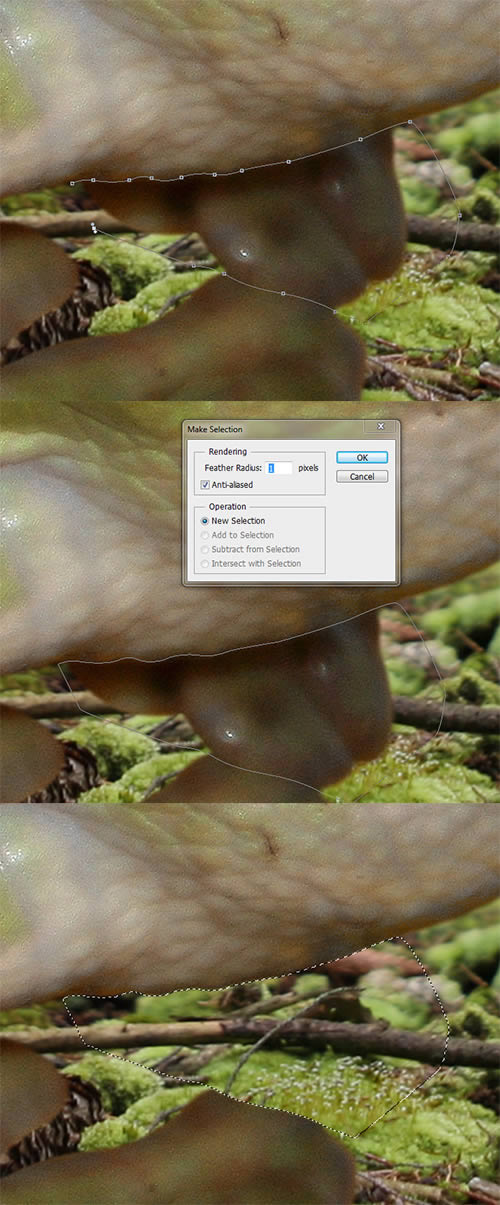 Make Selection
Rendering
Feather Radius: 1 pixels
Anti-aliased
OK
Cancel
Operation
New Selection
Add to Selection
Subtract from Selection
Intersect with Selection